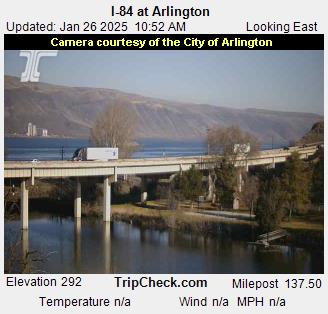 I-84 at Arlington
Updated: Jan 26 2025 10:52 AM Looking East
Camera courtesy of the City of Arlington
Elevation 292 TripCheck.com Milepost 137.50
Temperature n/a Wind n/a MPH n/a